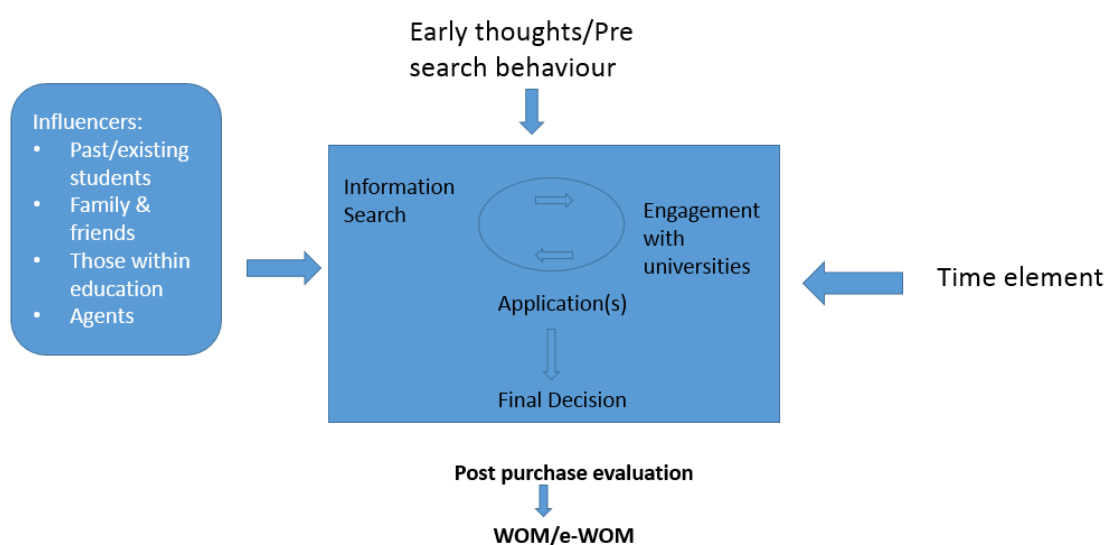 Early thoughts/Pre
search behaviour
Influencers:
• Past/existing
students
• Family &
friends
• Those within
education
• Agents
Information
Search
Engagement
with
universities
Application(s)
Final Decision
Time element
Post purchase evaluation
WOM/e-WOM